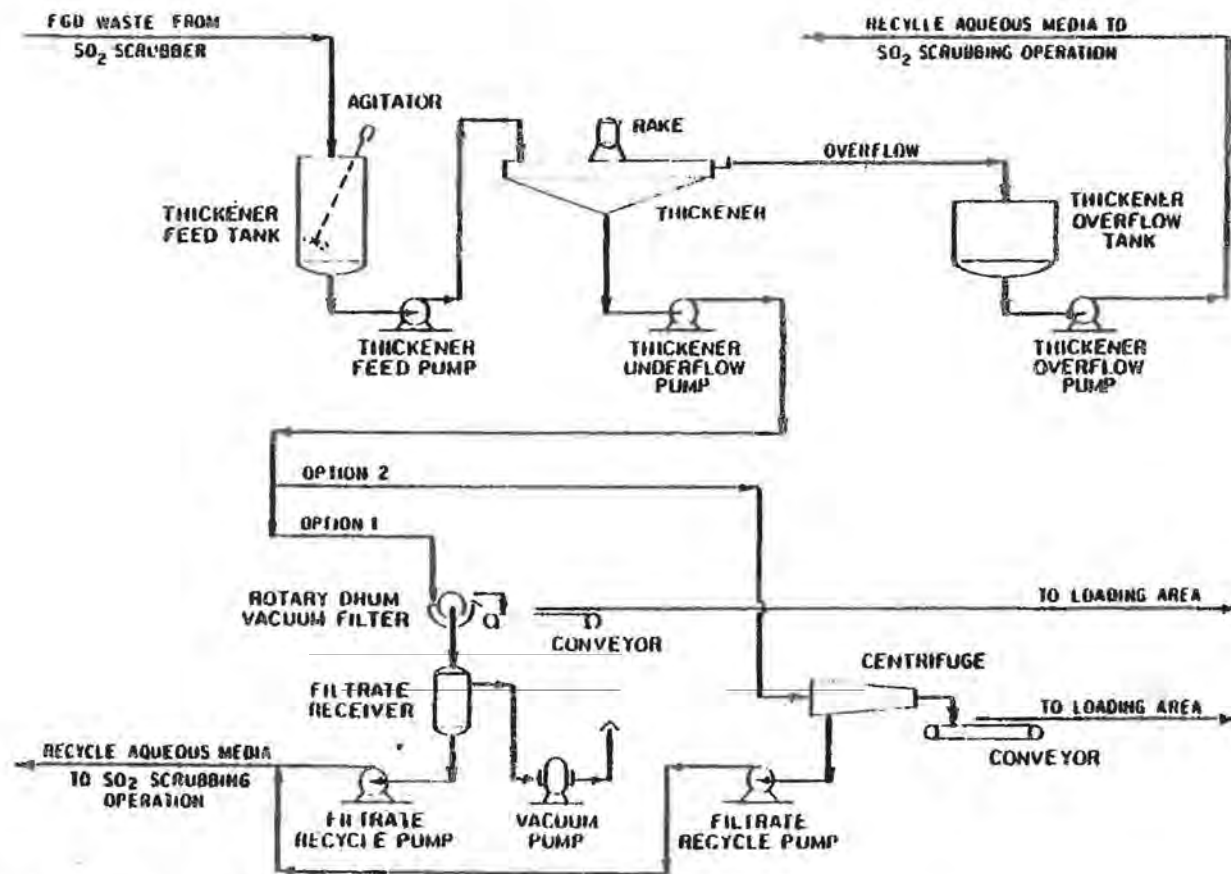 FGD WASTE FROM
SO2 SCRUBBER
RECYCLE AQUEOUS MEDIA TO
SO2 SCRUBBING OPERATION
AGITATOR
RAKE
OVERFLOW
THICKENER
FEED TANK
THICKENER
THICKENER
OVERFLOW
TANK
THICKENER
FEED PUMP
THICKENER
UNDERFLOW
PUMP
THICKENER
OVERFLOW
PUMP
OPTION 2
OPTION 1
ROTARY DRUM
VACUUM FILTER
CONVEYOR
TO LOADING AREA
CENTRIFUGE
FILTRATE
RECEIVER
TO LOADING AREA
CONVEYOR
RECYCLE AQUEOUS MEDIA
TO SO2 SCRUBBING
OPERATION
FILTRATE
RECYCLE PUMP
VACUUM
PUMP
FILTRATE
RECYCLE PUMP